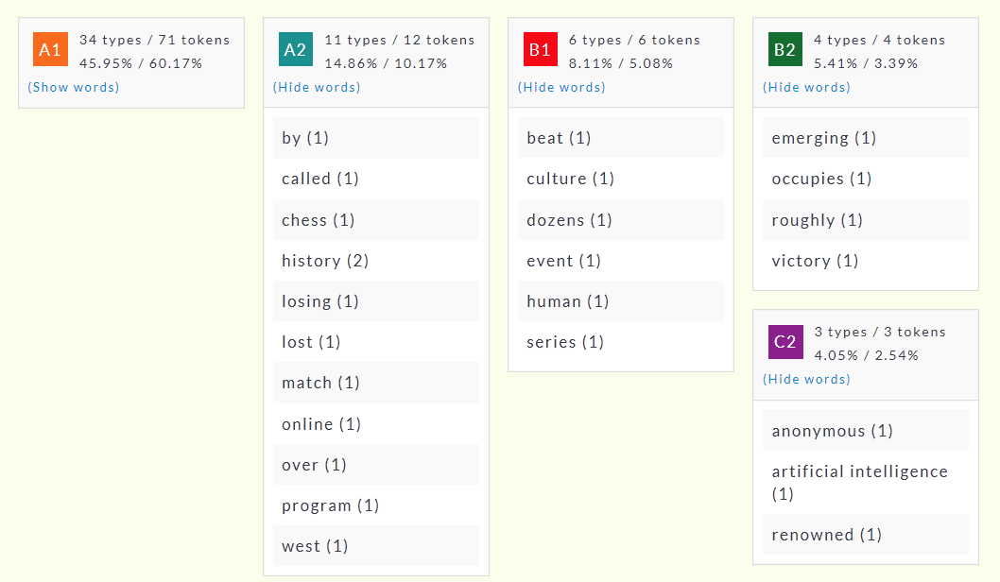 A1
34 types / 71 tokens
45.95% / 60.17%
(Show words)
A2
11 types / 12 tokens
14.86% / 10.17%
(Hide words)
by (1)
called (1)
chess (1)
history (2)
losing (1)
lost (1)
match (1)
online (1)
over (1)
program (1)
west (1)
B1
6 types / 6 tokens
8.11% / 5.08%
(Hide words)
beat (1)
culture (1)
dozens (1)
event (1)
human (1)
series (1)
B2
4 types / 4 tokens
5.41% / 3.39%
(Hide words)
emerging (1)
occupies (1)
roughly (1)
victory (1)
C2
3 types / 3 tokens
4.05% / 2.54%
(Hide words)
anonymous (1)
artificial intelligence
(1)
renowned (1)